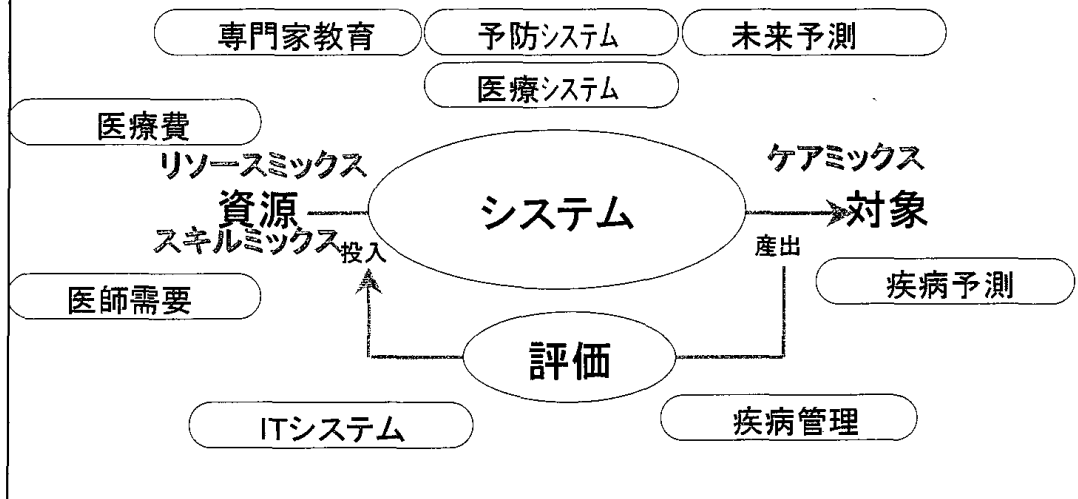 専門家教育
予防システム
未来予測
医療システム
医療費
リソースミックス
ケアミックス
資源
システム
対象
スキルミックス
投入
産出
医師需要
疾病予測
評価
ITシステム
疾病管理